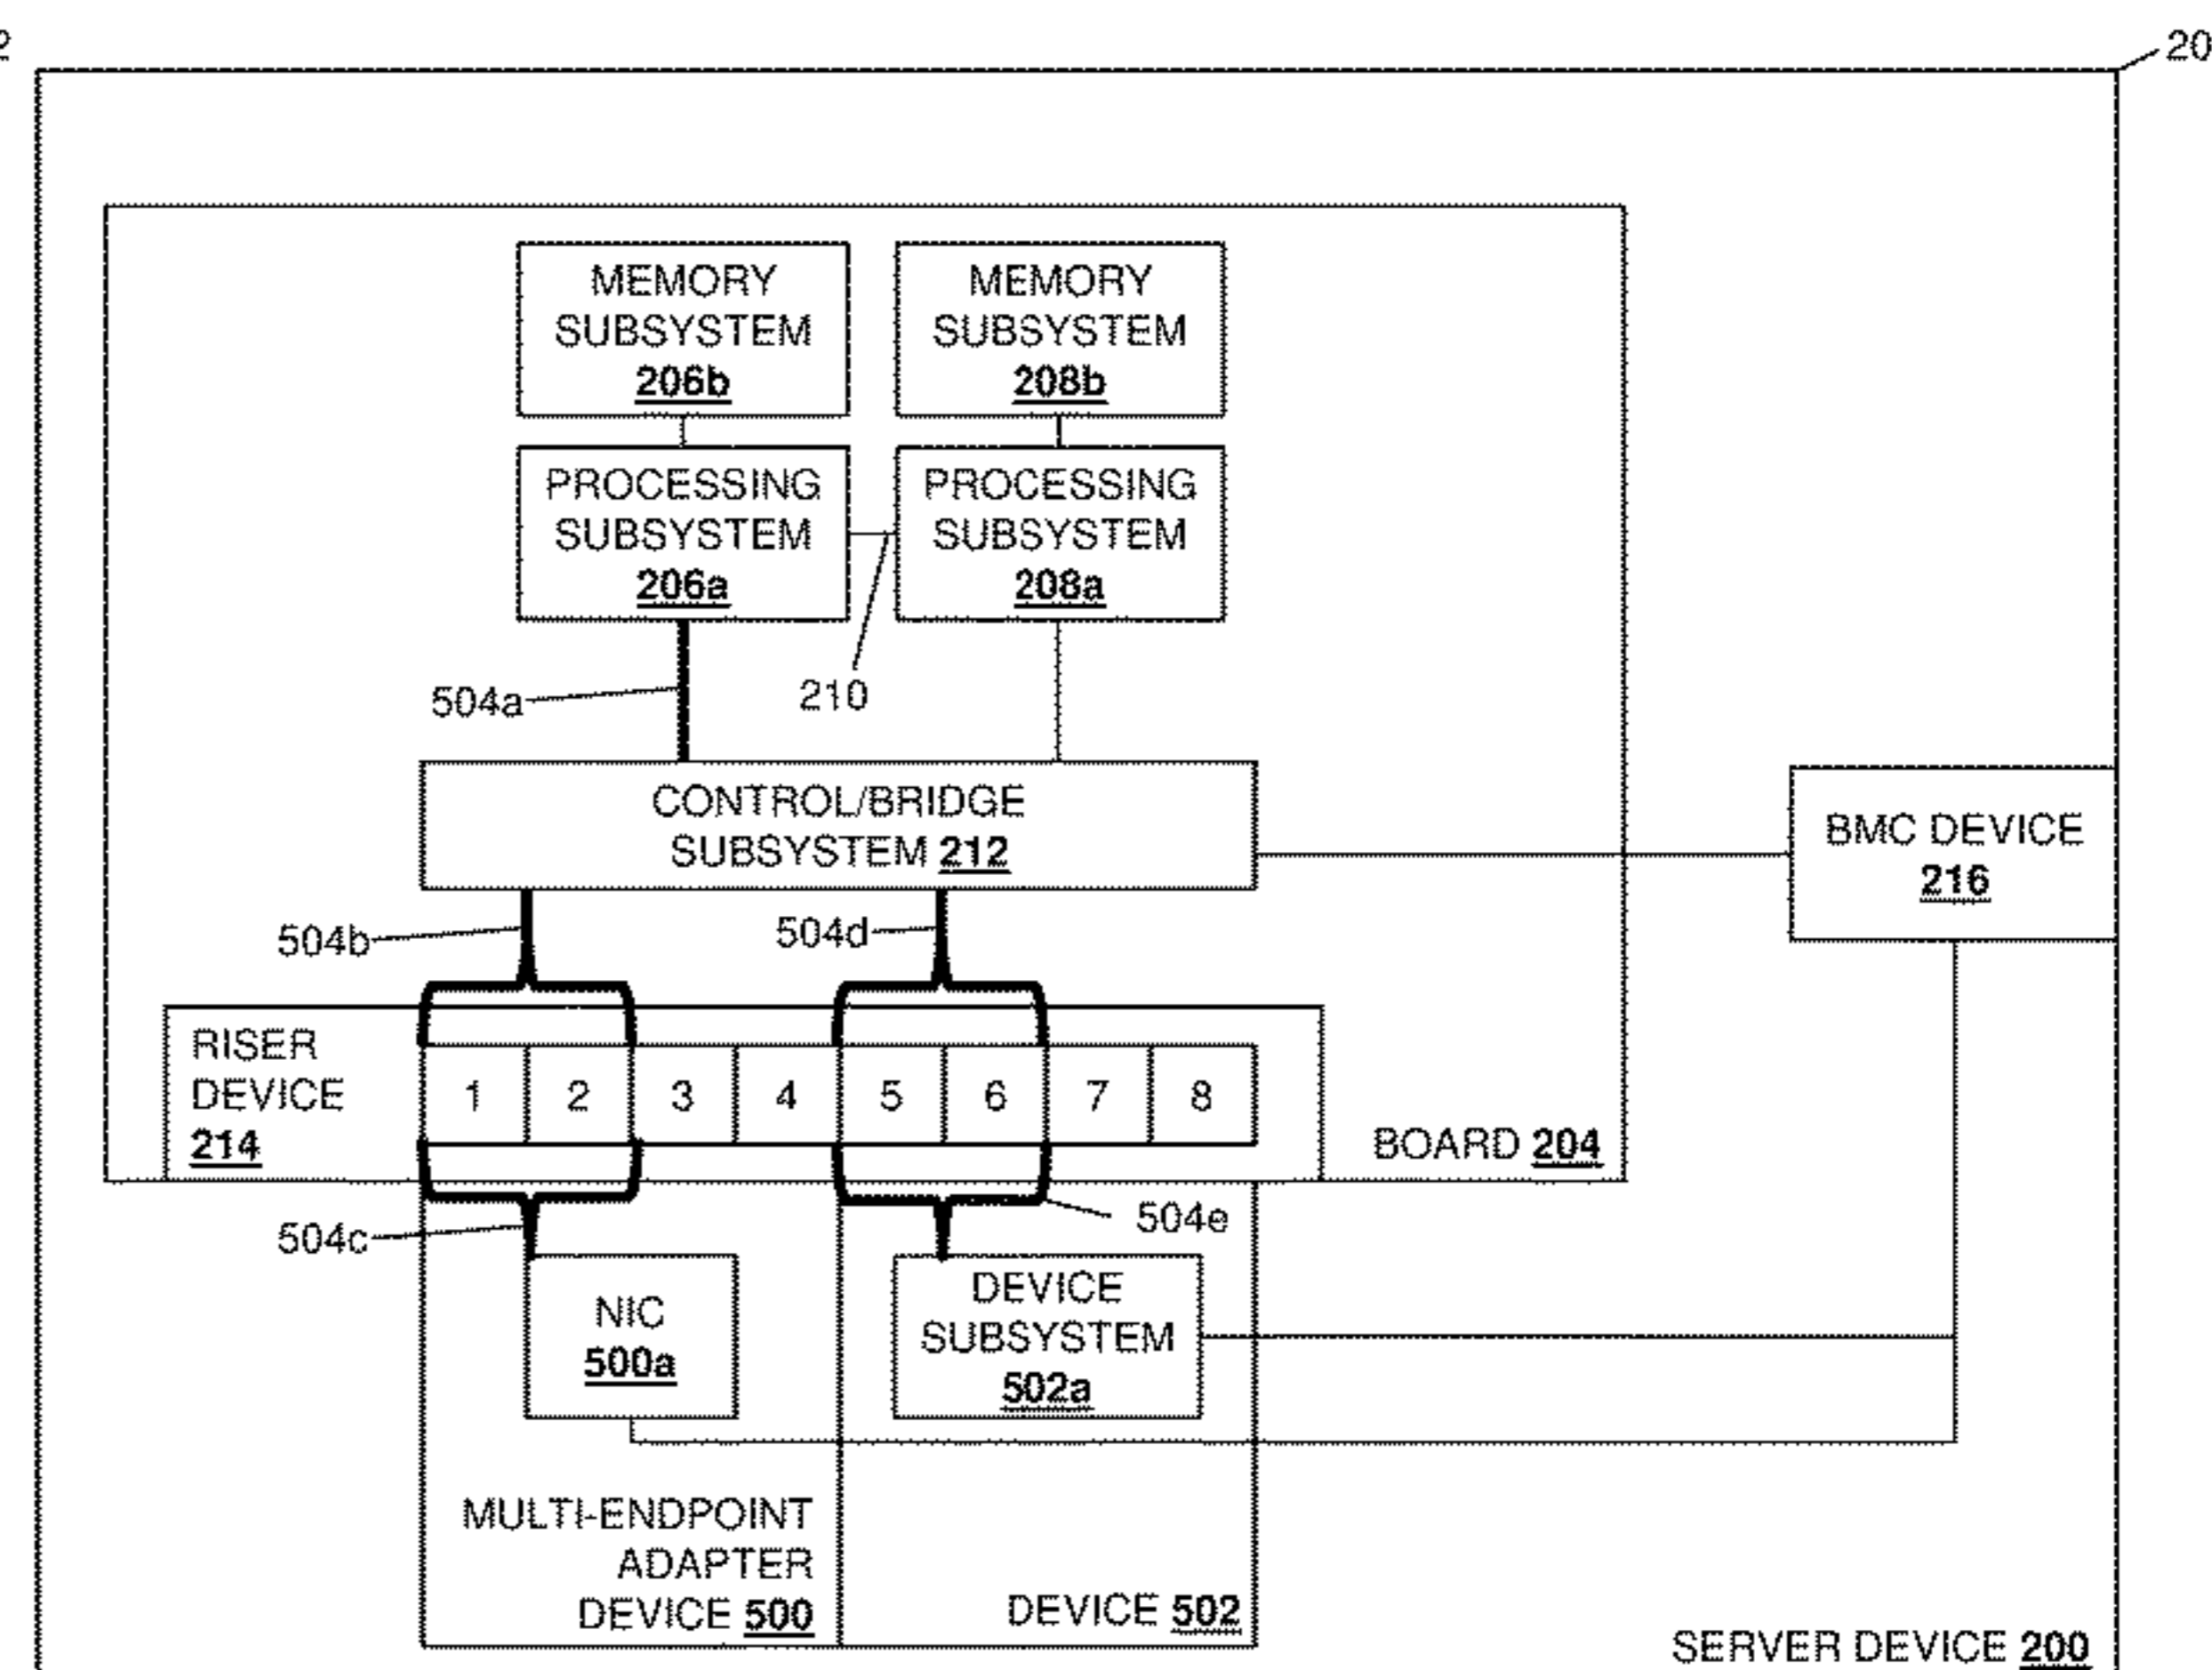 2
20
MEMORY
SUBSYSTEM
206b
MEMORY
SUBSYSTEM
208b
PROCESSING
SUBSYSTEM
206a
PROCESSING
SUBSYSTEM
208a
504a
210
CONTROL/BRIDGE
SUBSYSTEM 212
BMC DEVICE
216
504b
504d
RISER
DEVICE
214
1 2 3 4 5 6 7 8
BOARD 204
504c
504e
NIC
500a
DEVICE
SUBSYSTEM
502a
MULTI-ENDPOINT
ADAPTER
DEVICE 500
DEVICE 502
SERVER DEVICE 200